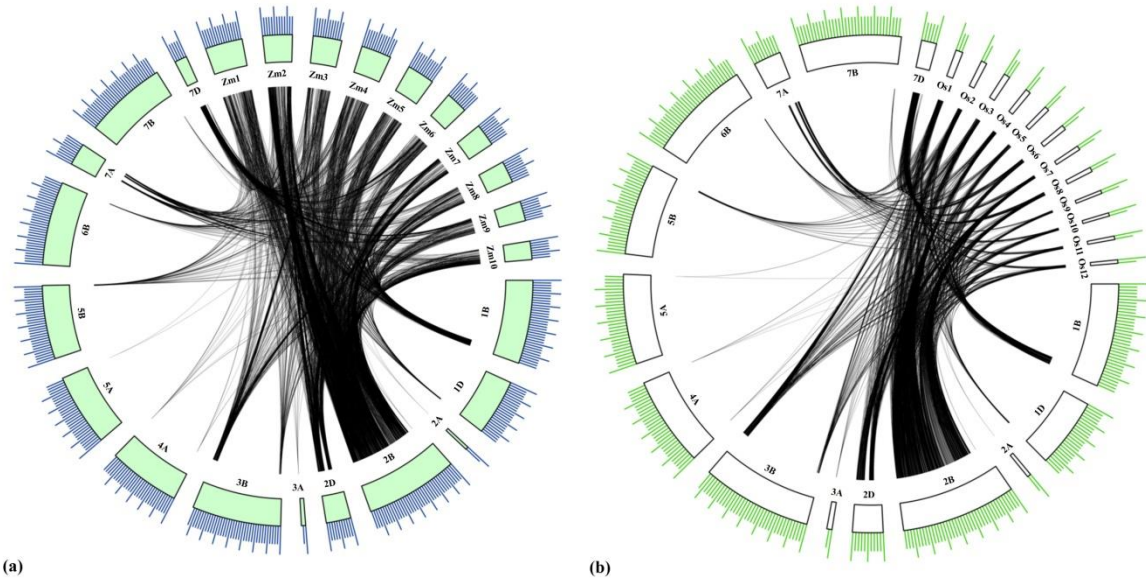 7D
Zm1
Zm2
Zm3
Zm4
Zm5
Zm6
Zm7
Zm8
Zm9
Zm10
1B
1D
2A
2B
2D
3A
3B
4A
5A
5B
6B
7A
7B
(a)
7D
Os1
Os2
Os3
Os4
Os5
Os6
Os7
Os8
Os9
Os10
Os11
Os12
1B
1D
2A
2B
2D
3A
3B
4A
5A
5B
6B
7A
7B
(b)